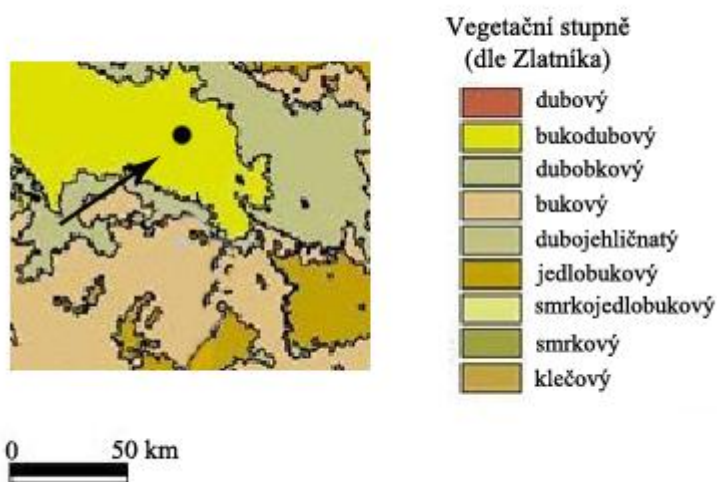 Vegetační stupně
(dle Zlatníka)
dubový
bukodubový
dubobkový
bukový
dubojehličnatý
jedlobukový
smrkojedlobukový
smrkový
klečový
0 50 km